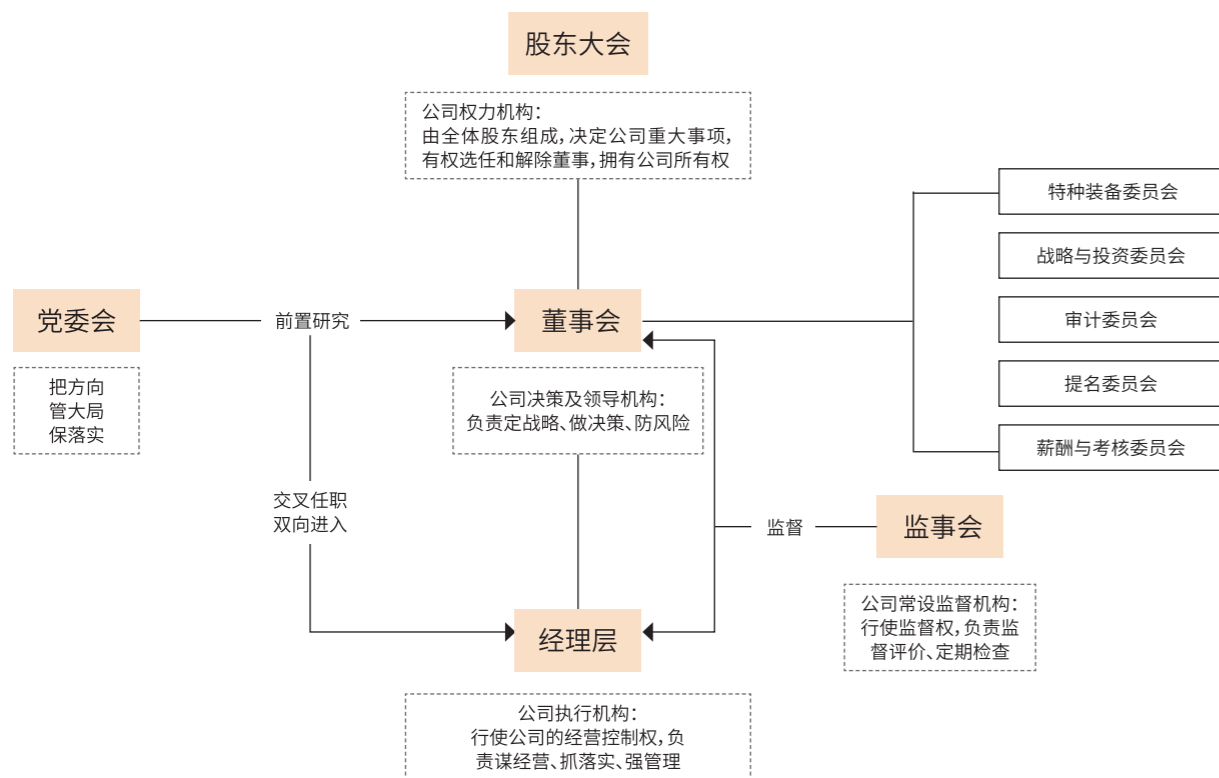 股东大会
公司权力机构：
由全体股东组成，决定公司重大事项，
有权选任和解除董事，拥有公司所有权
特种装备委员会
战略与投资委员会
审计委员会
提名委员会
薪酬与考核委员会
党委会
前置研究
董事会
把方向
管大局
保落实
公司决策及领导机构：
负责定战略、做决策、防风险
交叉任职
双向进入
监督
监事会
公司常设监督机构：
行使监督权，负责监
督评价、定期检查
经理层
公司执行机构：
行使公司的经营控制权，负
责谋经营、抓落实、强管理